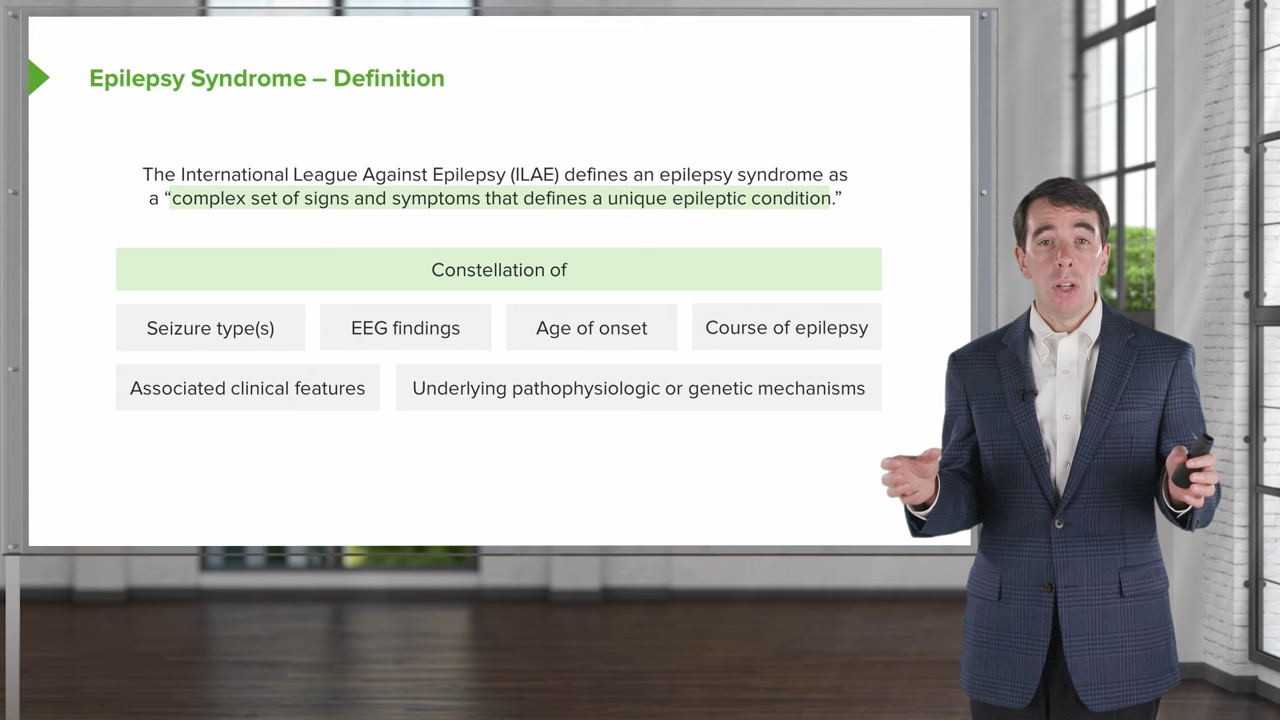 Epilepsy Syndrome – Definition
The International League Against Epilepsy (ILAE) defines an epilepsy syndrome as
a “complex set of signs and symptoms that defines a unique epileptic condition.”
Constellation of
Seizure type(s)
EEG findings
Age of onset
Course of epilepsy
Associated clinical features
Underlying pathophysiologic or genetic mechanisms